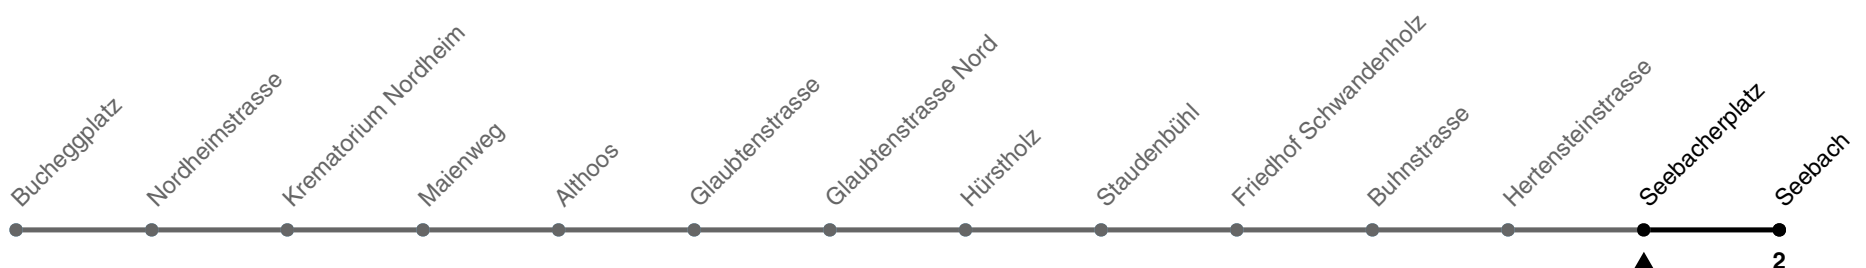 Bucheggplatz
Nordheimstrasse
Krematorium Nordheim
Maienweg
Althoos
Glaubtenstrasse
Glaubtenstrasse Nord
Hürstholz
Staudenbühl
Friedhof Schwandenholz
Buhnstrasse
Hertensteinstrasse
Seebacherplatz
Seebach
2